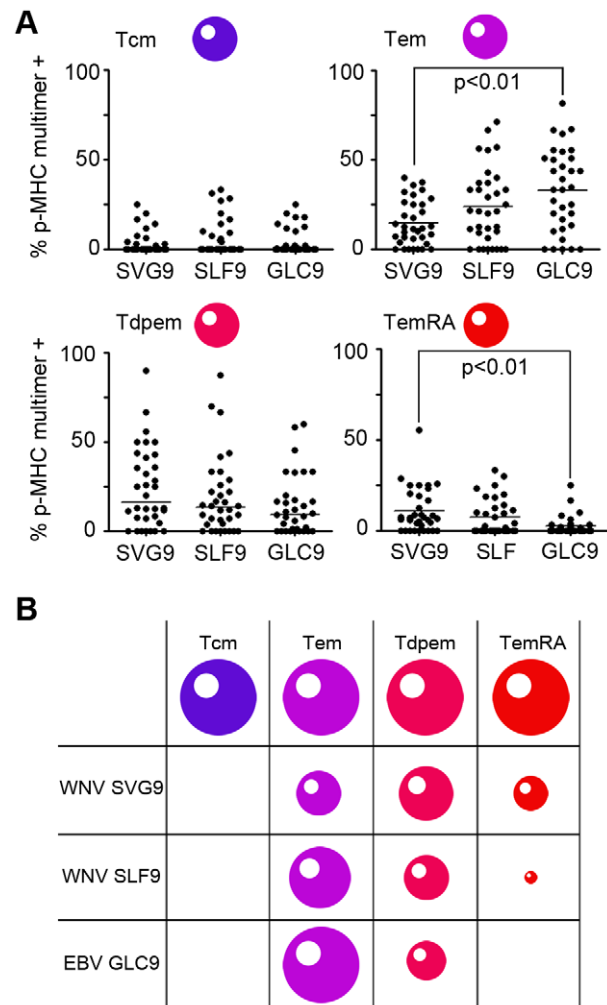 A
Tcm
Tem
% p-MHC multimer +
100
50
0
SVG9 SLF9 GLC9
100
50
0
p<0.01
SVG9 SLF9 GLC9
Tdpem
TemRA
% p-MHC multimer +
100
50
0
SVG9 SLF9 GLC9
100
50
0
p<0.01
SVG9 SLF GLC9
B
Tcm Tem Tdpem TemRA
WNV SVG9
WNV SLF9
EBV GLC9